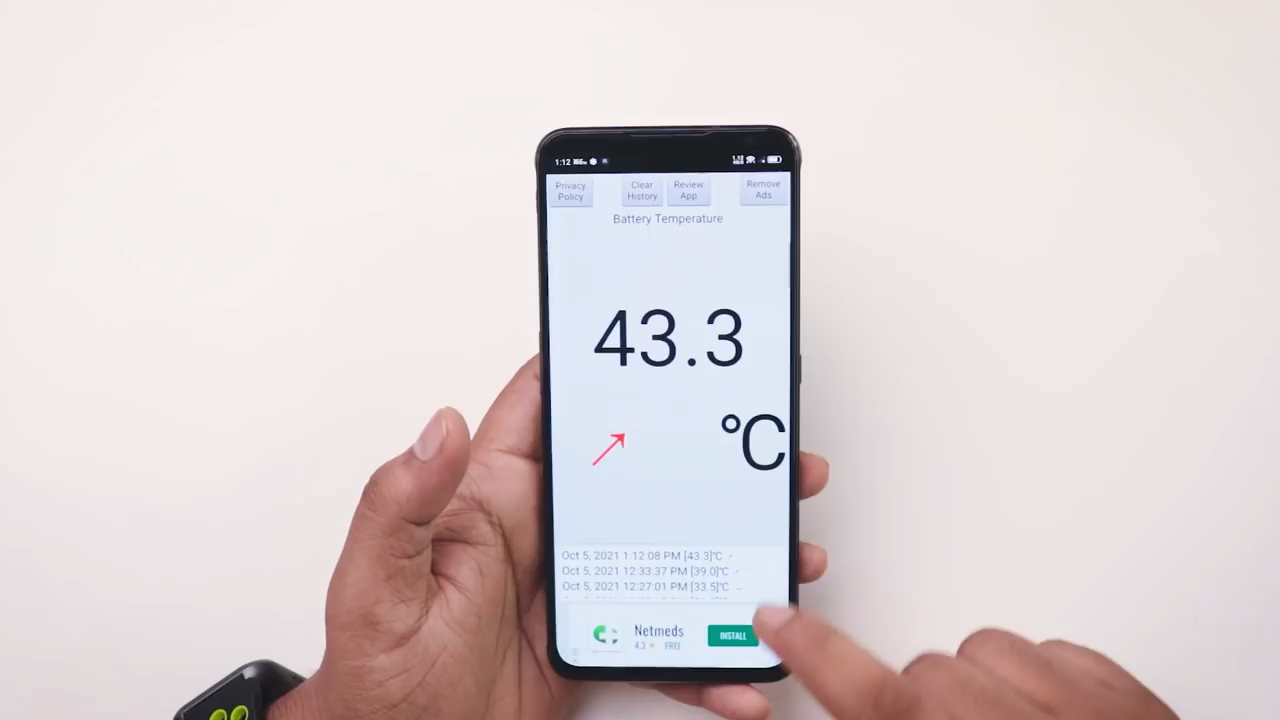 1:12
Privacy Policy
Clear History
Review App
Remove Ads
Battery Temperature
43.3
°C
Oct 5, 2021 1:12:08 PM [43.3]°C
Oct 5, 2021 12:33:37 PM [39.0]°C
Oct 5, 2021 12:27:01 PM [33.5]°C
Netmeds
INSTALL
4.3 ★ FREE